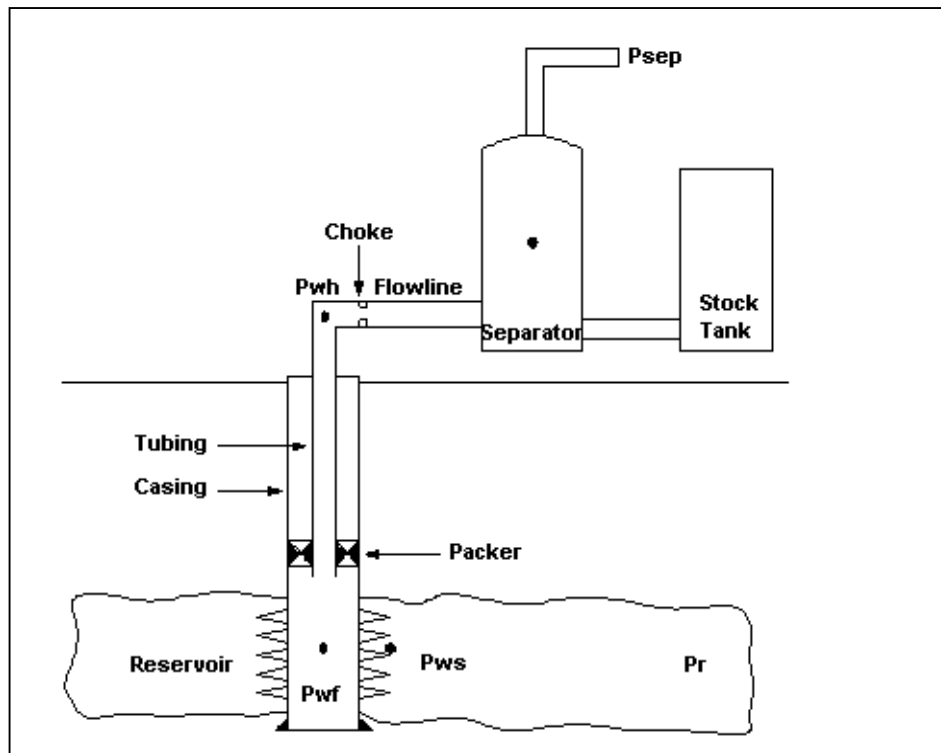 Psep
Choke
Pwh Flowline
Stock
Tank
Separator
Tubing
Casing
Packer
Reservoir
Pws
Pr
Pwf